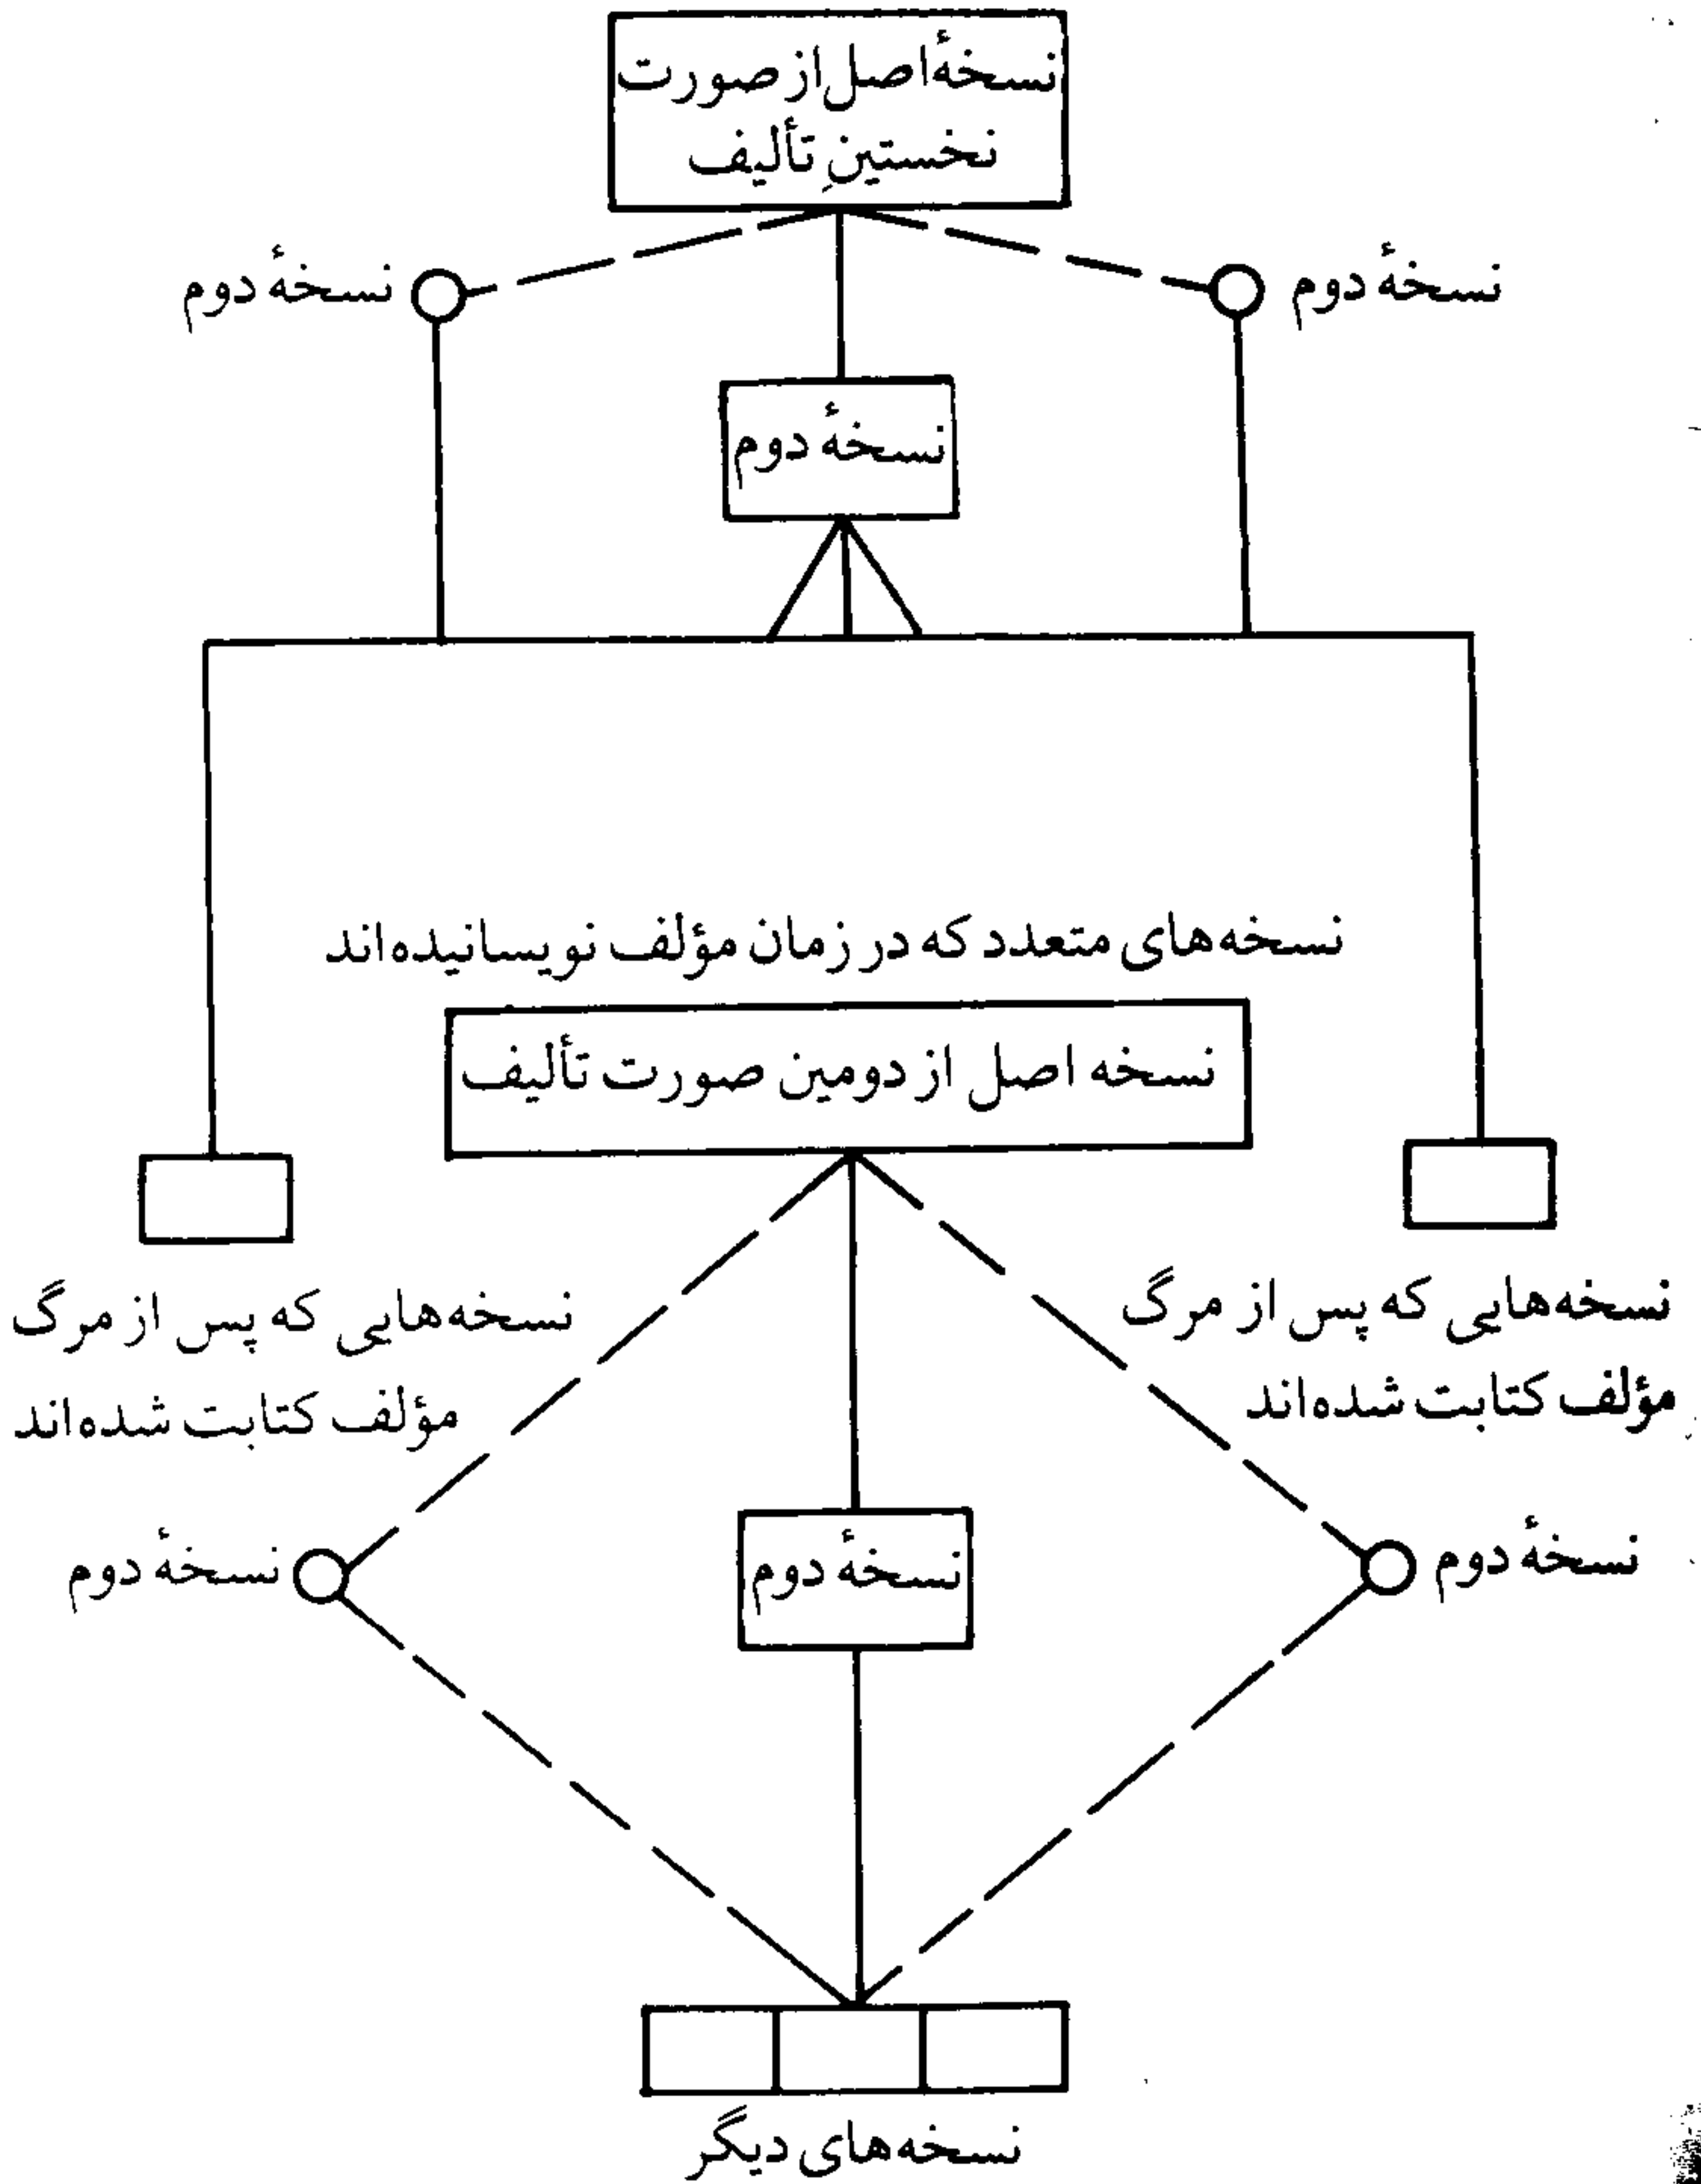 نسخهٔ اصل از صورت
نخستینِ تألیف
نسخهٔ دوم
نسخهٔ دوم
نسخهٔ دوم
نسخه‌های متعدد که در زمان مؤلف نویسانیده‌اند
نسخه اصل از دومین صورت تألیف
نسخه‌هایی که پس از مرگ
مؤلف کتابت شده‌اند
نسخه‌هایی که پس از مرگ
مؤلف کتابت شده‌اند
نسخهٔ دوم
نسخهٔ دوم
نسخهٔ دوم
نسخه‌های دیگر